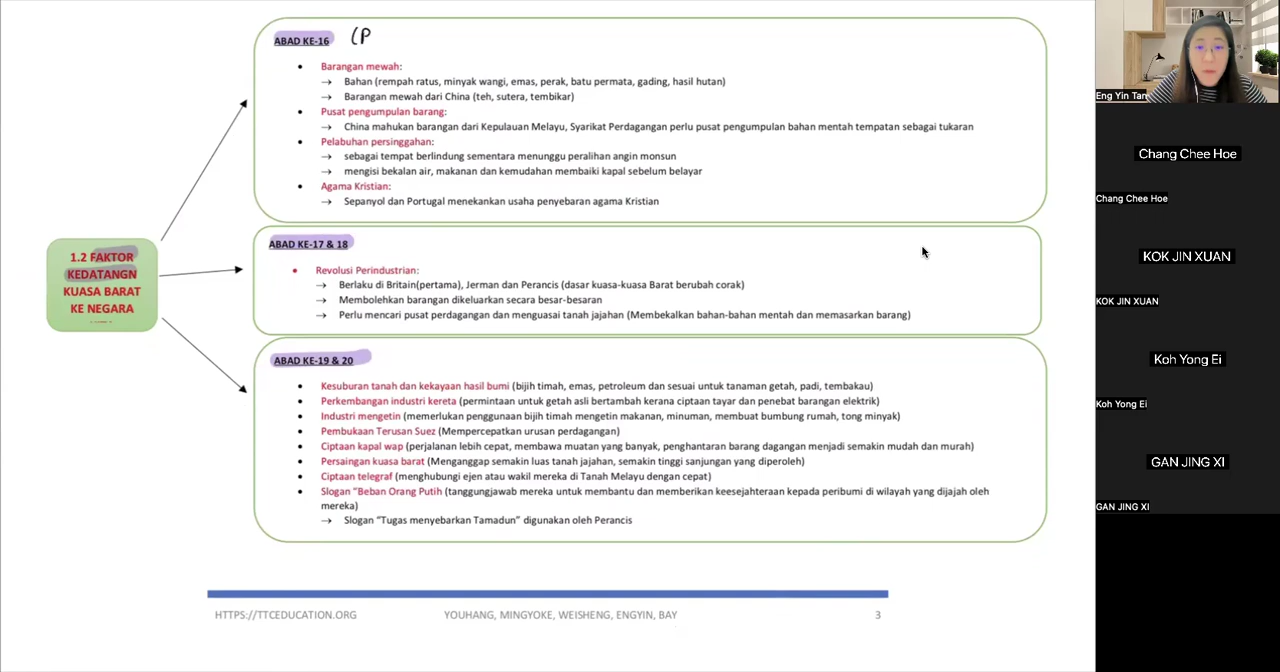 ABAD KE-16 (P
• Barangan mewah:
→ Bahan (rempah ratus, minyak wangi, emas, perak, batu permata, gading, hasil hutan)
→ Barangan mewah dari China (teh, sutera, tembikar)
• Pusat pengumpulan barang:
→ China mahukan barangan dari Kepulauan Melayu, Syarikat Perdagangan perlu pusat pengumpulan bahan mentah tempatan sebagai tukaran
• Pelabuhan persinggahan:
→ sebagai tempat berlindung sementara menunggu peralihan angin monsun
→ mengisi bekalan air, makanan dan kemudahan membaiki kapal sebelum belayar
• Agama Kristian:
→ Sepanyol dan Portugal menekankan usaha penyebaran agama Kristian
1.2 FAKTOR
KEDATANGN
KUASA BARAT
KE NEGARA
ABAD KE-17 & 18
• Revolusi Perindustrian:
→ Berlaku di Britain(pertama), Jerman dan Perancis (dasar kuasa-kuasa Barat berubah corak)
→ Membolehkan barangan dikeluarkan secara besar-besaran
→ Perlu mencari pusat perdagangan dan menguasai tanah jajahan (Membekalkan bahan-bahan mentah dan memasarkan barang)
ABAD KE-19 & 20
• Kesuburan tanah dan kekayaan hasil bumi (bijih timah, emas, petroleum dan sesuai untuk tanaman getah, padi, tembakau)
• Perkembangan industri kereta (permintaan untuk getah asli bertambah kerana ciptaan tayar dan penebat barangan elektrik)
• Industri mengetin (memerlukan penggunaan bijih timah mengetin makanan, minuman, membuat bumbung rumah, tong minyak)
• Pembukaan Terusan Suez (Mempercepatkan urusan perdagangan)
• Ciptaan kapal wap (perjalanan lebih cepat, membawa muatan yang banyak, penghantaran barang dagangan menjadi semakin mudah dan murah)
• Persaingan kuasa barat (Menganggap semakin luas tanah jajahan, semakin tinggi sanjungan yang diperoleh)
• Ciptaan telegraf (menghubungi ejen atau wakil mereka di Tanah Melayu dengan cepat)
• Slogan "Beban Orang Putih (tanggungjawab mereka untuk membantu dan memberikan keesejahteraan kepada peribumi di wilayah yang dijajah oleh
mereka)
→ Slogan "Tugas menyebarkan Tamadun" digunakan oleh Perancis
HTTPS://TTCEDUCATION.ORG YOUHANG, MINGYOKE, WEISHENG, ENGYIN, BAY 3
Eng Yin Tan
Chang Chee Hoe
Chang Chee Hoe
KOK JIN XUAN
KOK JIN XUAN
Koh Yong Ei
Koh Yong Ei
GAN JING XI
GAN JING XI